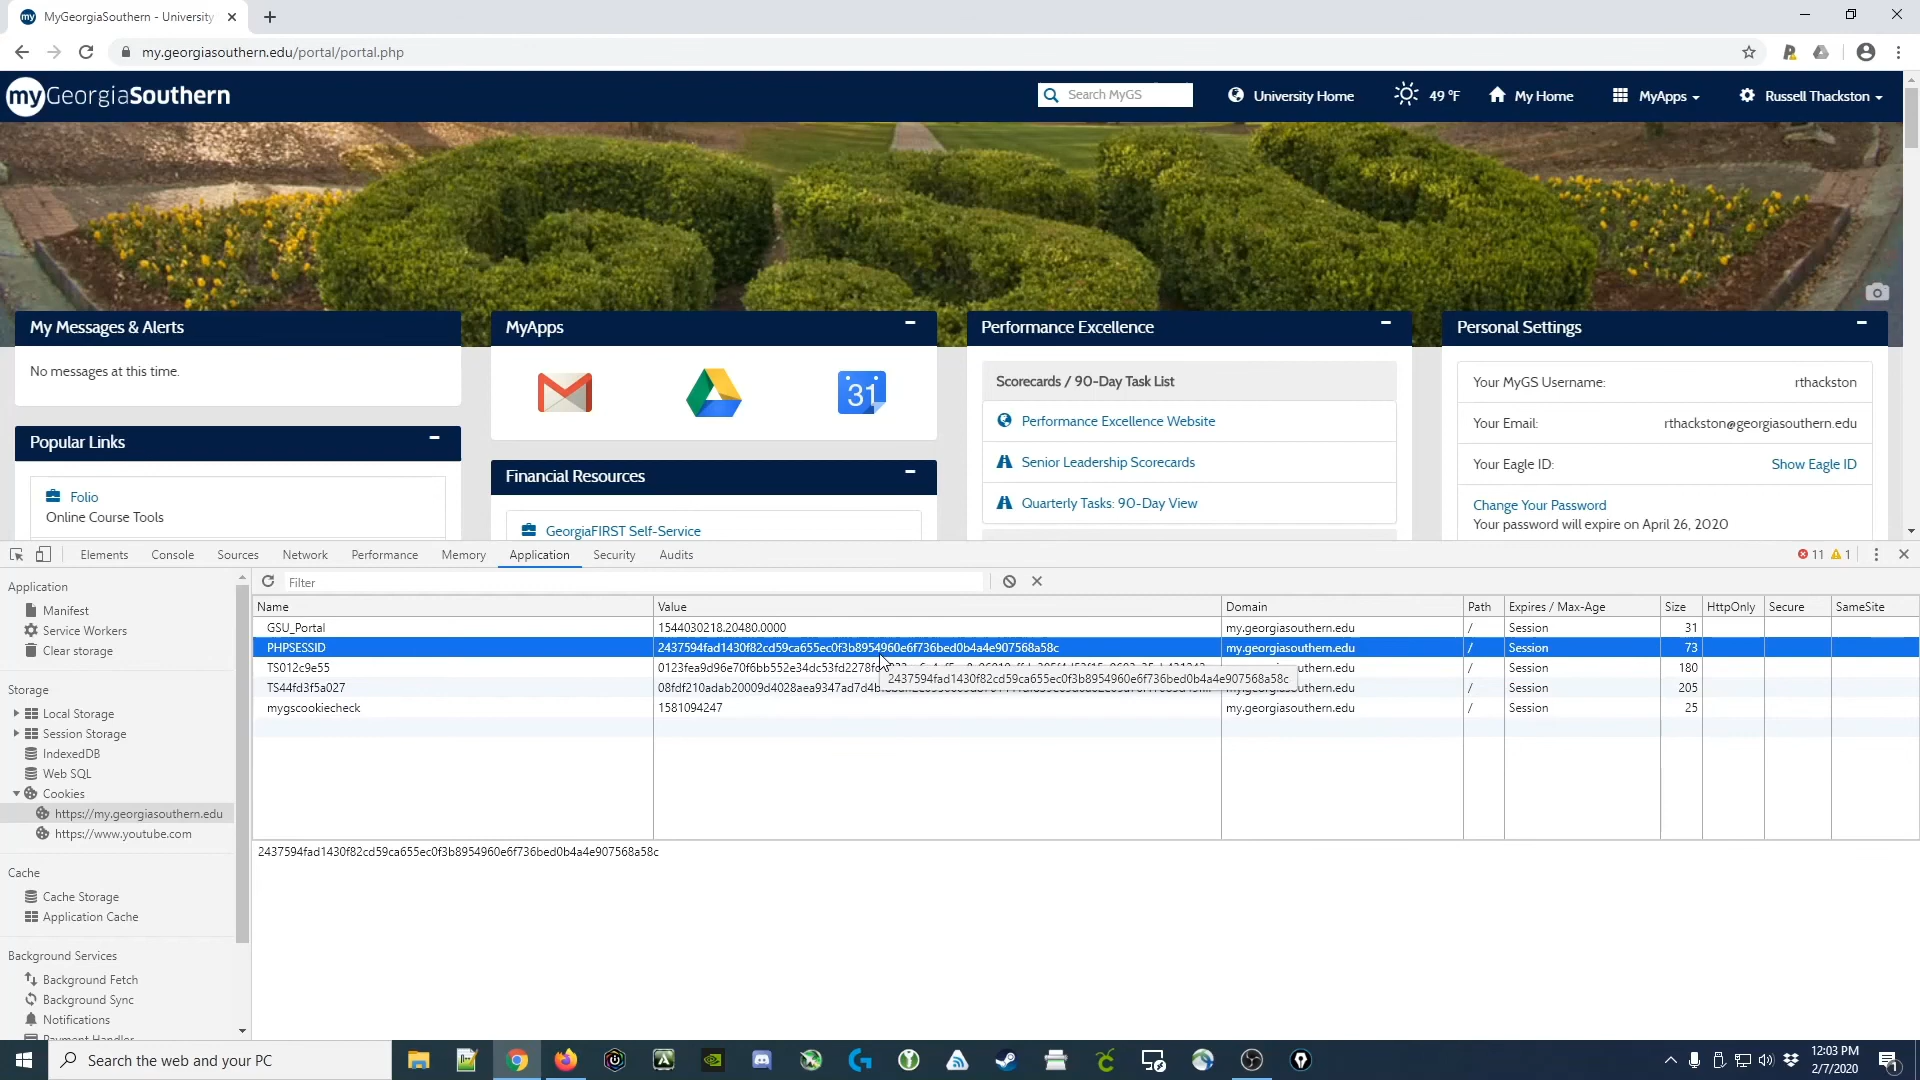 MyGeorgiaSouthern - University
my.georgiasouthern.edu/portal/portal.php
myGeorgiaSouthern
Search MyGS
University Home
49 °F
My Home
MyApps
Russell Thackston
My Messages & Alerts
No messages at this time.
Popular Links
Folio
Online Course Tools
MyApps
31
Financial Resources
GeorgiaFIRST Self-Service
Performance Excellence
Scorecards / 90-Day Task List
Performance Excellence Website
Senior Leadership Scorecards
Quarterly Tasks: 90-Day View
Personal Settings
Your MyGS Username: rthackston
Your Email: rthackston@georgiasouthern.edu
Your Eagle ID: Show Eagle ID
Change Your Password
Your password will expire on April 26, 2020
Elements Console Sources Network Performance Memory Application Security Audits 11 1
Application
Manifest
Service Workers
Clear storage
Storage
Local Storage
Session Storage
IndexedDB
Web SQL
Cookies
https://my.georgiasouthern.edu
https://www.youtube.com
Cache
Cache Storage
Application Cache
Background Services
Background Fetch
Background Sync
Notifications
Payment Handler
Filter
Name Value Domain Path Expires / Max-Age Size HttpOnly Secure SameSite
GSU_Portal 1544030218.20480.0000 my.georgiasouthern.edu / Session 31
PHPSESSID 2437594fad1430f82cd59ca655ec0f3b8954960e6f736bed0b4a4e907568a58c my.georgiasouthern.edu / Session 73
TS012c9e55 / Session 180
TS44fd3f5a027 / Session 205
mygscookiecheck 1581094247 my.georgiasouthern.edu / Session 25
2437594fad1430f82cd59ca655ec0f3b8954960e6f736bed0b4a4e907568a58c
2437594fad1430f82cd59ca655ec0f3b8954960e6f736bed0b4a4e907568a58c
Search the web and your PC
12:03 PM
2/7/2020
1